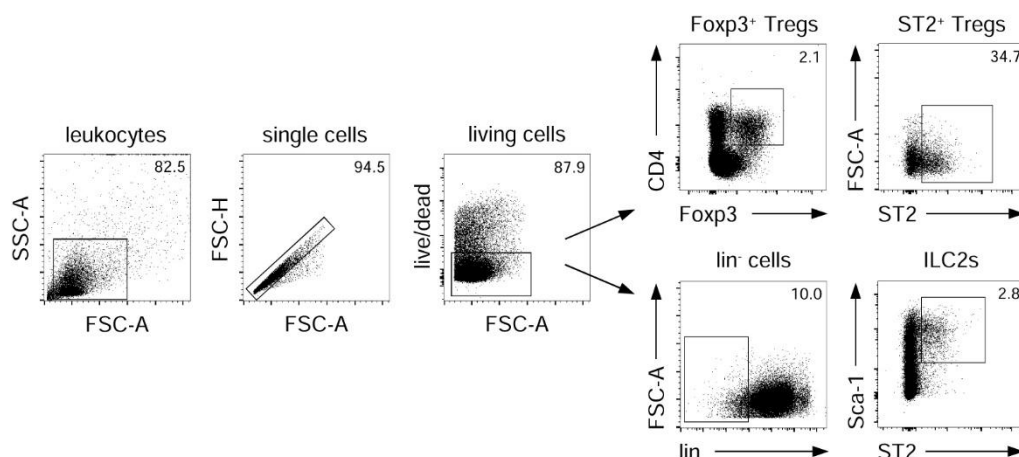 leukocytes
82.5
SSC-A
FSC-A
single cells
94.5
FSC-H
FSC-A
living cells
87.9
live/dead
FSC-A
Foxp3⁺ Tregs
2.1
CD4
Foxp3
ST2⁺ Tregs
34.7
FSC-A
ST2
lin⁻ cells
10.0
FSC-A
lin
ILC2s
2.8
Sca-1
ST2